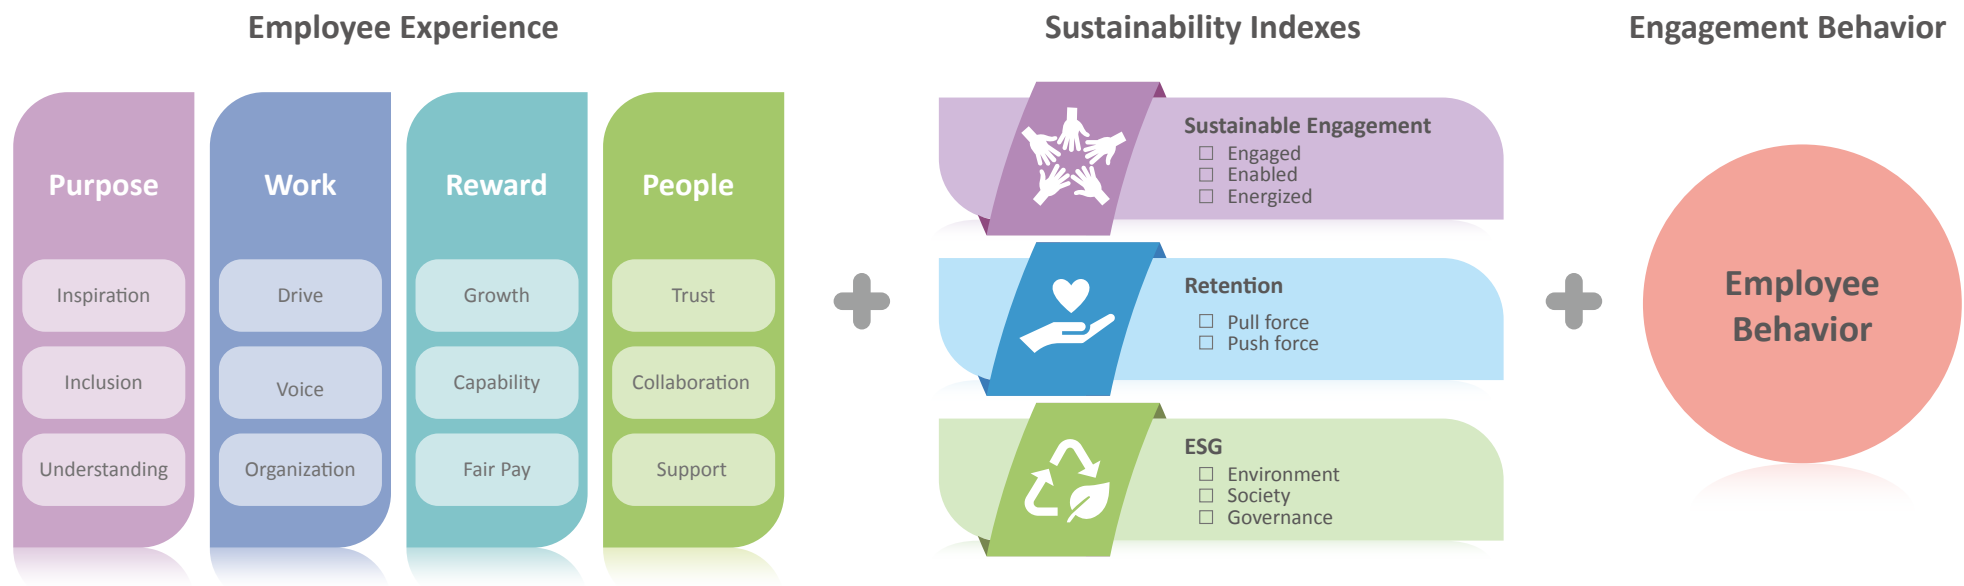 Employee Experience
Sustainability Indexes
Engagement Behavior
Purpose
Inspiration
Inclusion
Understanding
Work
Drive
Voice
Organization
Reward
Growth
Capability
Fair Pay
People
Trust
Collaboration
Support
Sustainable Engagement
☐ Engaged
☐ Enabled
☐ Energized
Retention
☐ Pull force
☐ Push force
ESG
☐ Environment
☐ Society
☐ Governance
Employee
Behavior